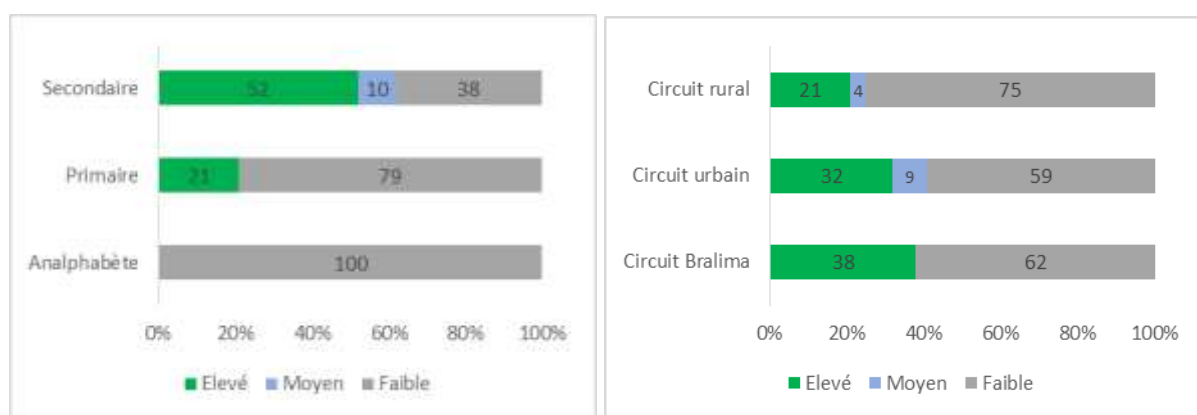 Secondaire 52 10 38
Primaire 21 79
Analphabète 100
0% 20% 40% 60% 80% 100%
Elevé Moyen Faible
Circuit rural 21 4 75
Circuit urbain 32 9 59
Circuit Bralima 38 62
0% 20% 40% 60% 80% 100%
Elevé Moyen Faible